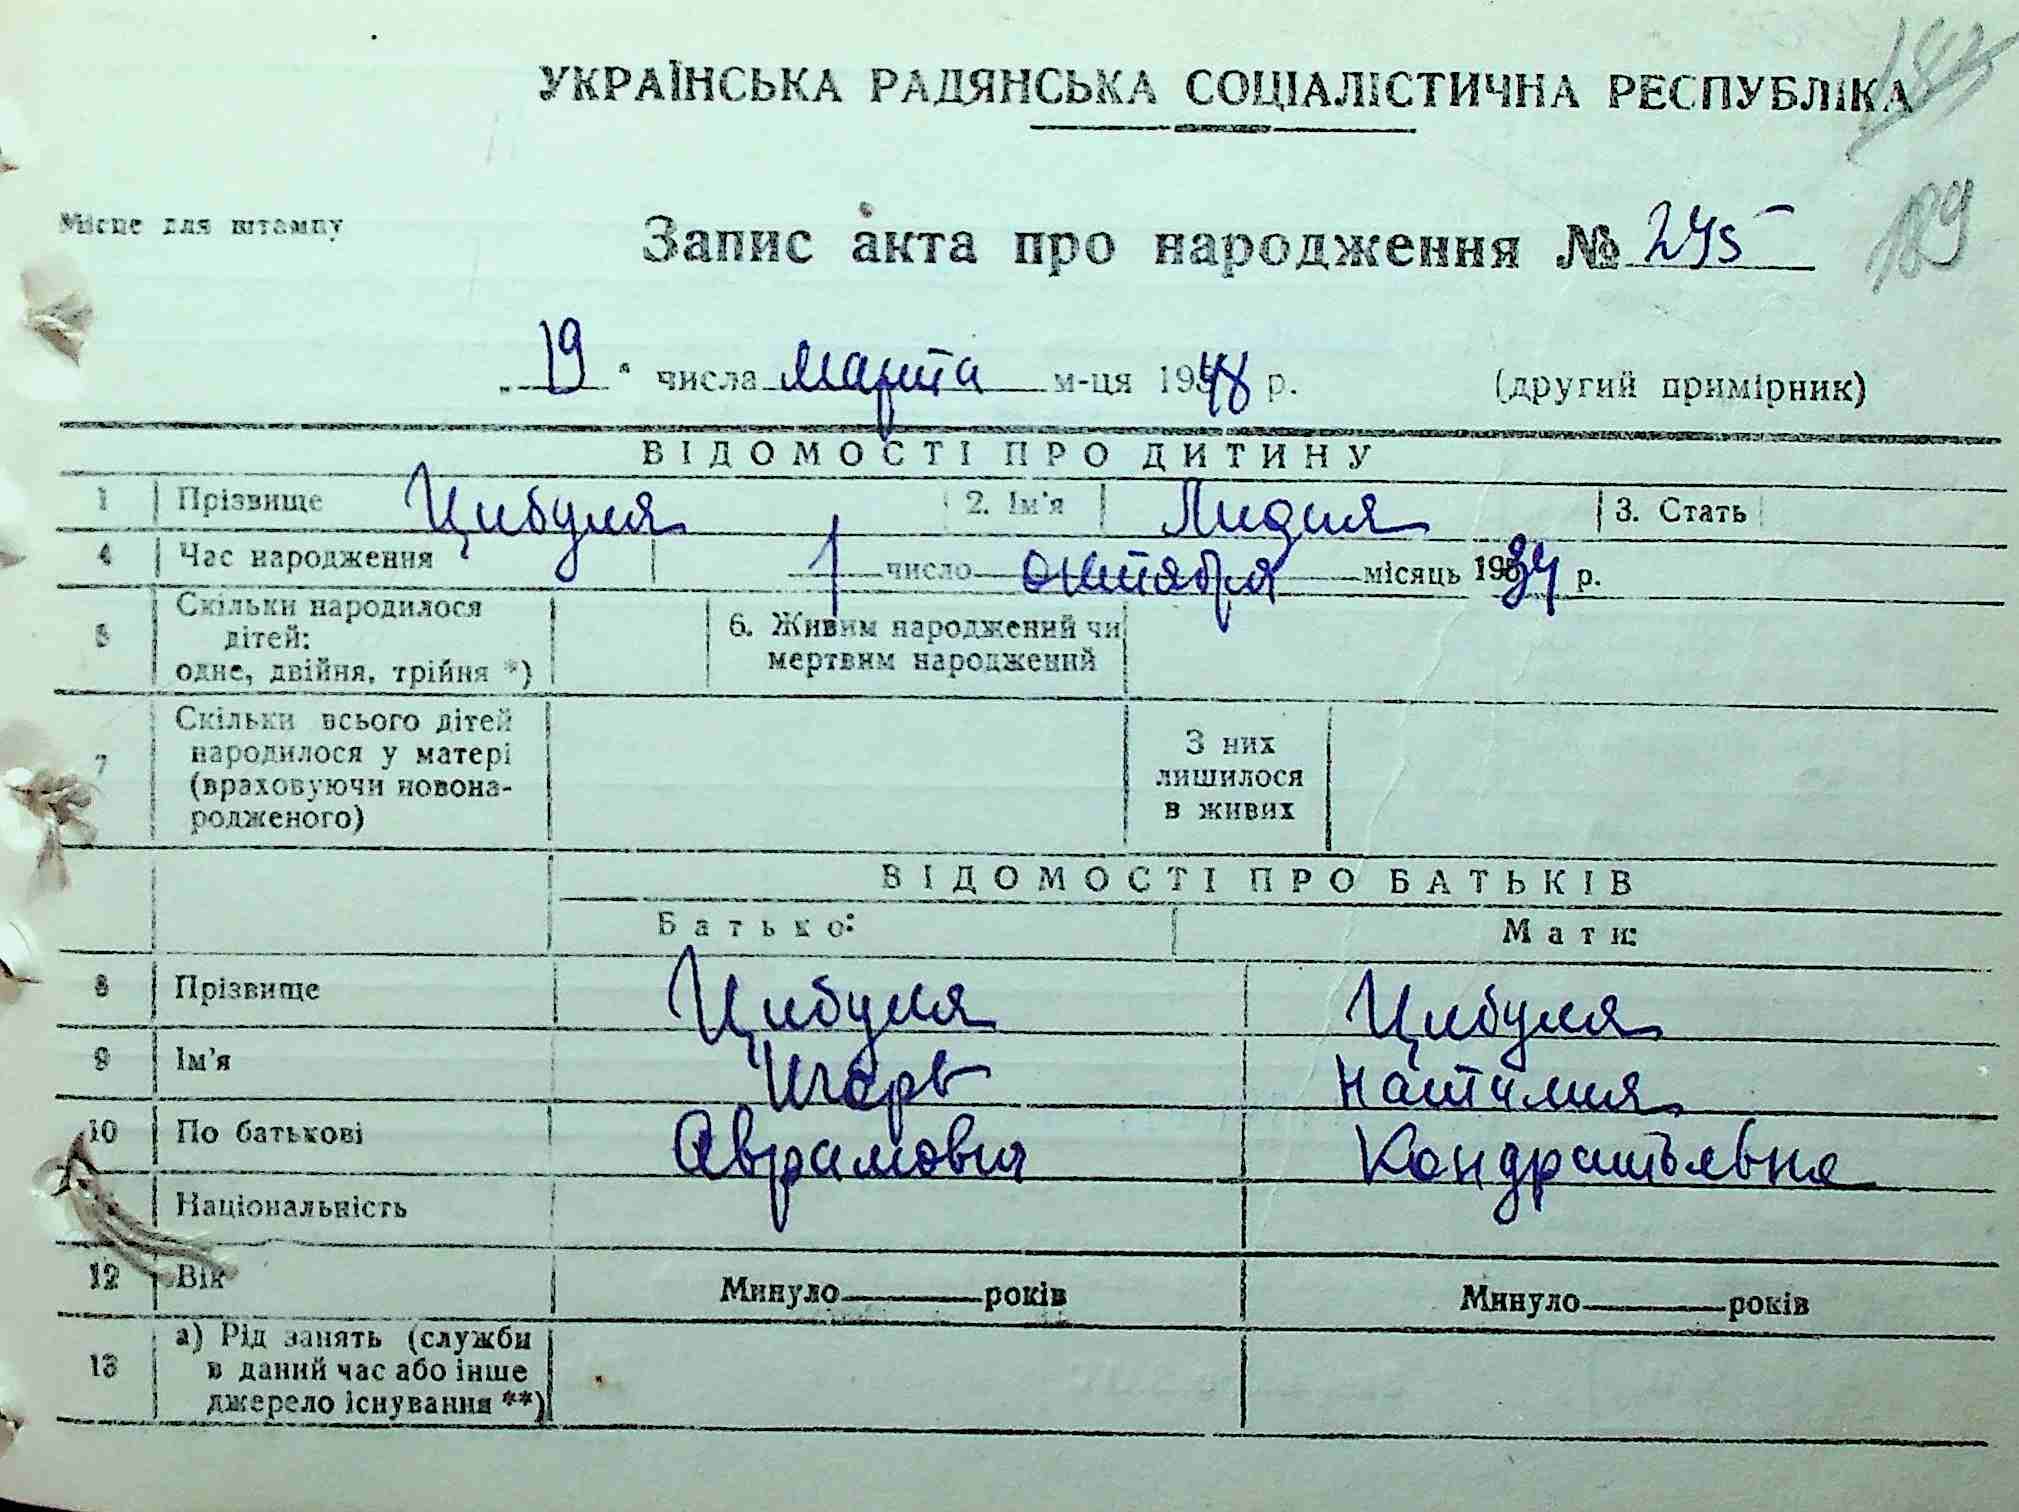 183
УКРАЇНСЬКА РАДЯНСЬКА СОЦІАЛІСТИЧНА РЕСПУБЛІКА
189
Місце для штампу
Запис акта про народження № 245
„ 19 “ числа марта м-ця 1948 р. (другий примірник)
ВІДОМОСТІ ПРО ДИТИНУ
1 Прізвище Цибуля 2. Ім'я Лидия 3. Стать
4 Час народження 1 число октября місяць 1934 р.
5 Скільки народилося дітей: одне, двійня, трійня *) 6. Живим народжений чи мертвим народжений
7 Скільки всього дітей народилося у матері (враховуючи новонародженого) З них лишилося в живих
ВІДОМОСТІ ПРО БАТЬКІВ
Батько: Мати:
8 Прізвище Цибуля Цибуля
9 Ім'я Игорь Наталия
10 По батькові Аврамович Кондратьевна
Національність
12 Вік Минуло років Минуло років
13 а) Рід занять (служби в даний час або інше джерело існування **)